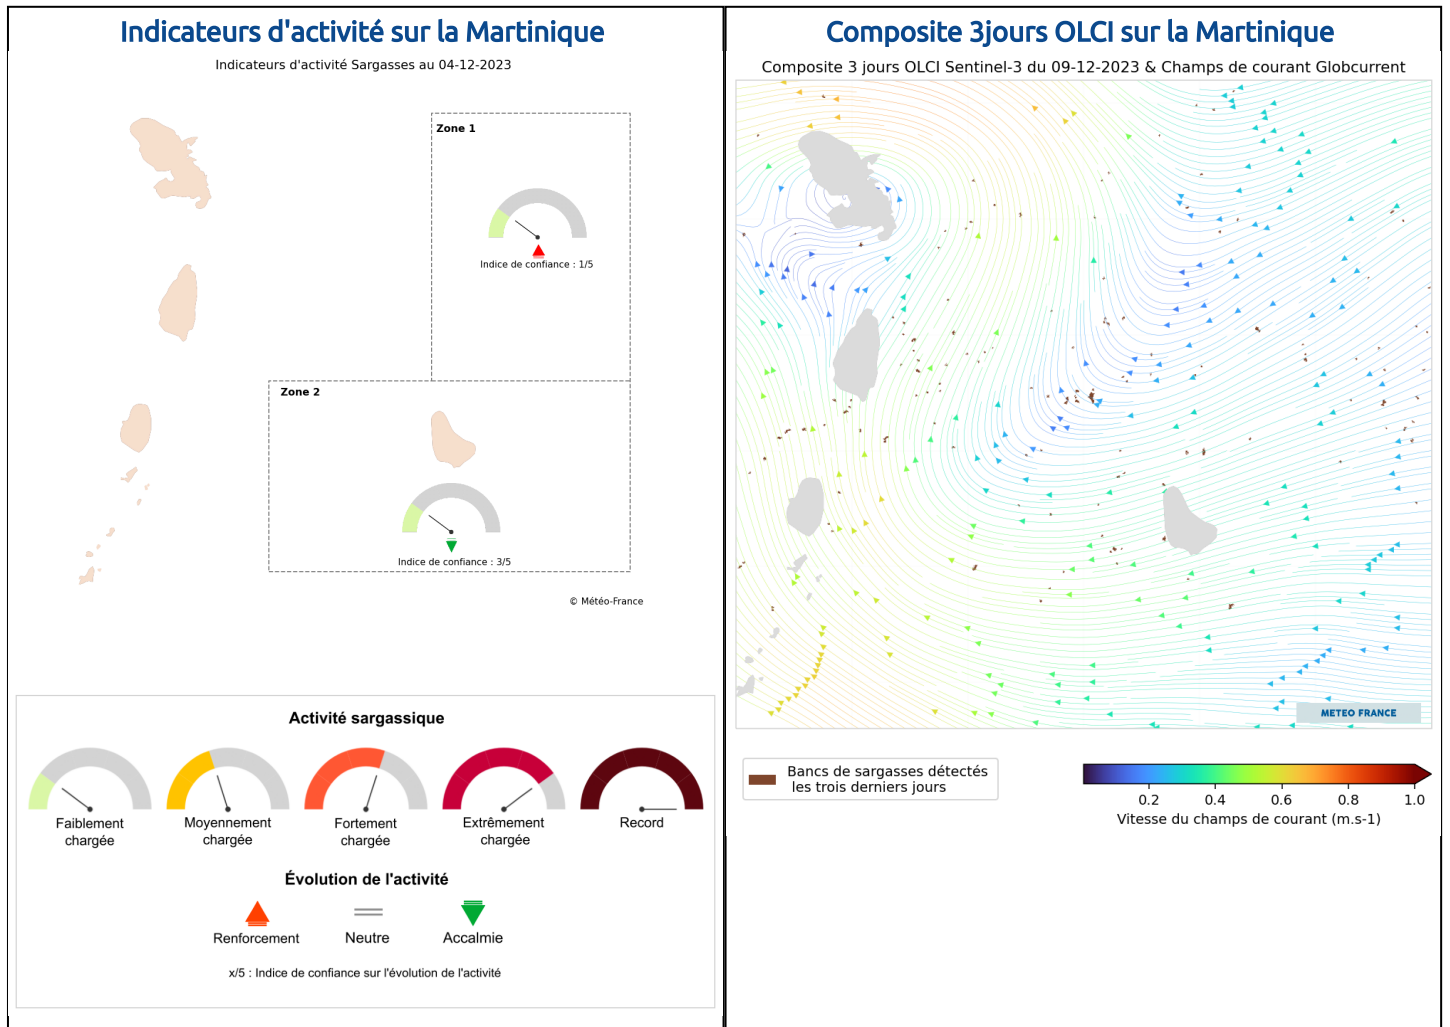 Indicateurs d'activité sur la Martinique
Indicateurs d'activité Sargasses au 04-12-2023
Zone 1
Indice de confiance : 1/5
Zone 2
Indice de confiance : 3/5
© Météo-France
Activité sargassique
Faiblement
chargée
Moyennement
chargée
Fortement
chargée
Extrêmement
chargée
Record
Évolution de l'activité
Renforcement
Neutre
Accalmie
x/5 : Indice de confiance sur l'évolution de l'activité
Composite 3jours OLCI sur la Martinique
Composite 3 jours OLCI Sentinel-3 du 09-12-2023 & Champs de courant Globcurrent
METEO FRANCE
Bancs de sargasses détectés
les trois derniers jours
0.2 0.4 0.6 0.8 1.0
Vitesse du champs de courant (m.s-1)